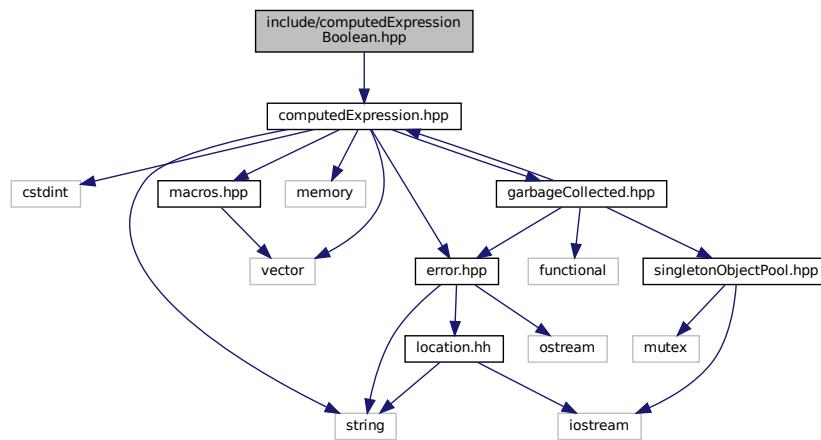 include/computedExpression
Boolean.hpp
computedExpression.hpp
cstdint
macros.hpp
memory
garbageCollected.hpp
vector
error.hpp
functional
singletonObjectPool.hpp
location.hh
ostream
mutex
string
iostream